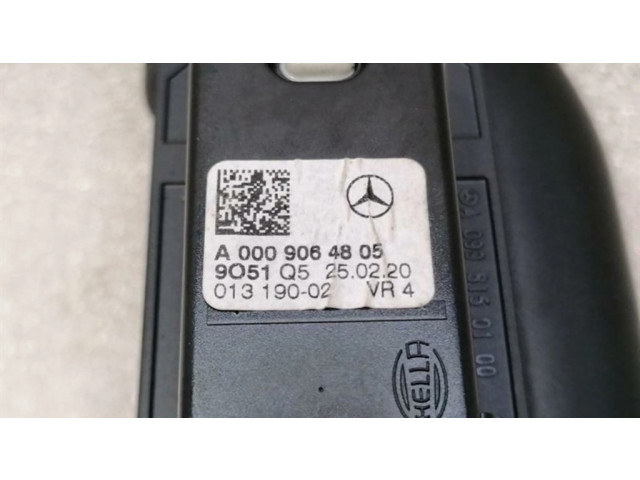 A 000 906 48 05
9051 Q5 25.02.20
013 190-02 VR 4
HELLA